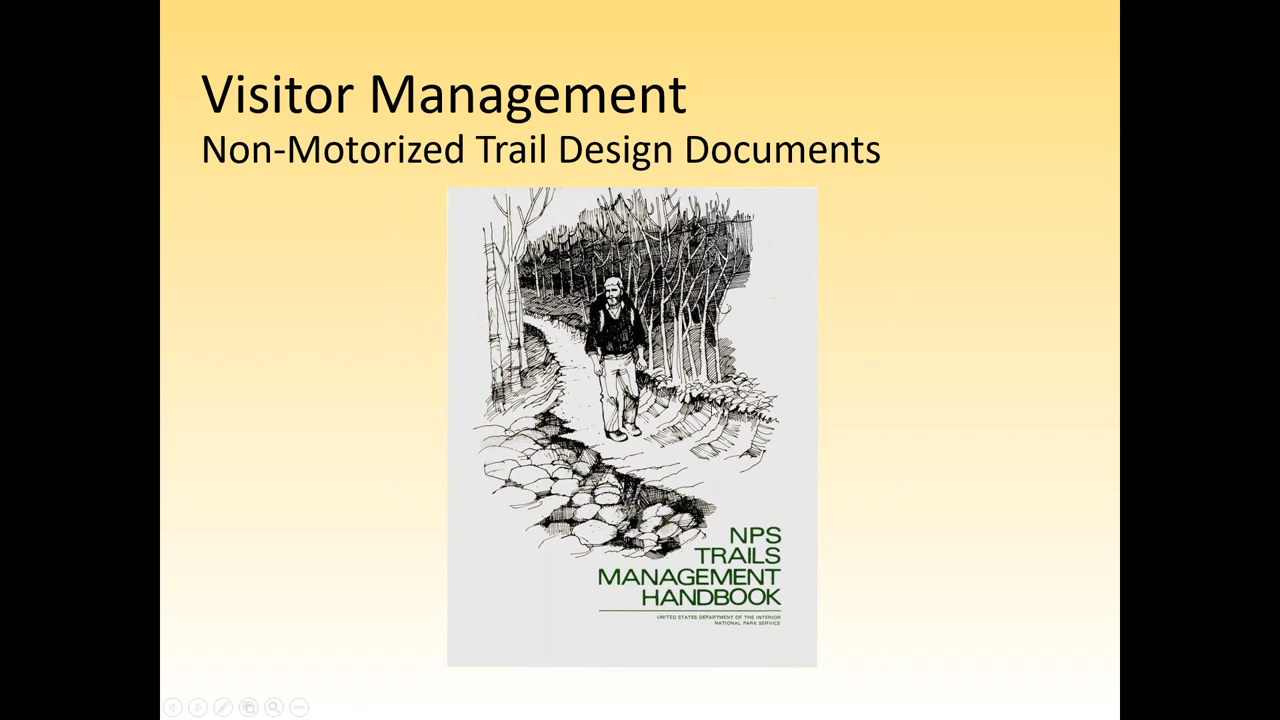 Visitor Management
Non-Motorized Trail Design Documents
NPS
TRAILS
MANAGEMENT
HANDBOOK
UNITED STATES DEPARTMENT OF THE INTERIOR
NATIONAL PARK SERVICE